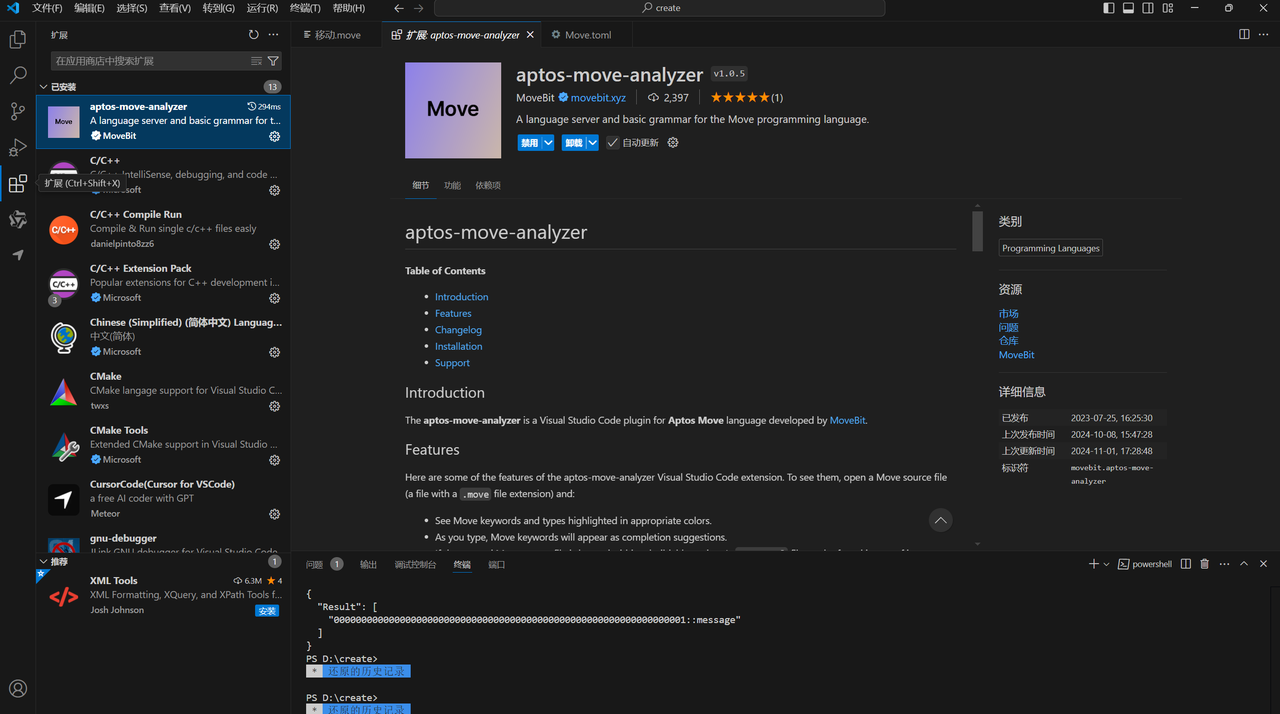 文件(F) 编辑(E) 选择(S) 查看(V) 转到(G) 运行(R) 终端(T) 帮助(H)
create
扩展
在应用商店中搜索扩展
已安装 13
aptos-move-analyzer 294ms
A language server and basic grammar for t...
MoveBit
Move
C/C++
C/C++ IntelliSense, debugging, and code ...
Microsoft
扩展 (Ctrl+Shift+X)
C/C++ Compile Run
Compile & Run single c/c++ files easily
danielpinto8zz6
C/C++
C/C++ Extension Pack
Popular extensions for C++ development i...
Microsoft
C/C++
3
Chinese (Simplified) (简体中文) Languag...
中文(简体)
Microsoft
CMake
CMake langage support for Visual Studio C...
twxs
CMake Tools
Extended CMake support in Visual Studio ...
Microsoft
CursorCode(Cursor for VSCode)
a free AI coder with GPT
Meteor
gnu-debugger
推荐 1
XML Tools 6.3M 4
XML Formatting, XQuery, and XPath Tools f...
Josh Johnson 安装
移动.move 扩展: aptos-move-analyzer Move.toml
Move
aptos-move-analyzer v1.0.5
MoveBit movebit.xyz 2,397 (1)
A language server and basic grammar for the Move programming language.
禁用 卸载 自动更新
细节 功能 依赖项
aptos-move-analyzer
Table of Contents
Introduction
Features
Changelog
Installation
Support
Introduction
The aptos-move-analyzer is a Visual Studio Code plugin for Aptos Move language developed by MoveBit.
Features
Here are some of the features of the aptos-move-analyzer Visual Studio Code extension. To see them, open a Move source file
(a file with a .move file extension) and:
See Move keywords and types highlighted in appropriate colors.
As you type, Move keywords will appear as completion suggestions.
类别
Programming Languages
资源
市场
问题
仓库
MoveBit
详细信息
已发布 2023-07-25, 16:25:30
上次发布时间 2024-10-08, 15:47:28
上次更新时间 2024-11-01, 17:28:48
标识符 movebit.aptos-move-
analyzer
问题 1 输出 调试控制台 终端 端口
powershell
{
"Result": [
"0000000000000000000000000000000000000000000000000000000000000001::message"
]
}
PS D:\create>
* 还原的历史记录
PS D:\create>
* 还原的历史记录